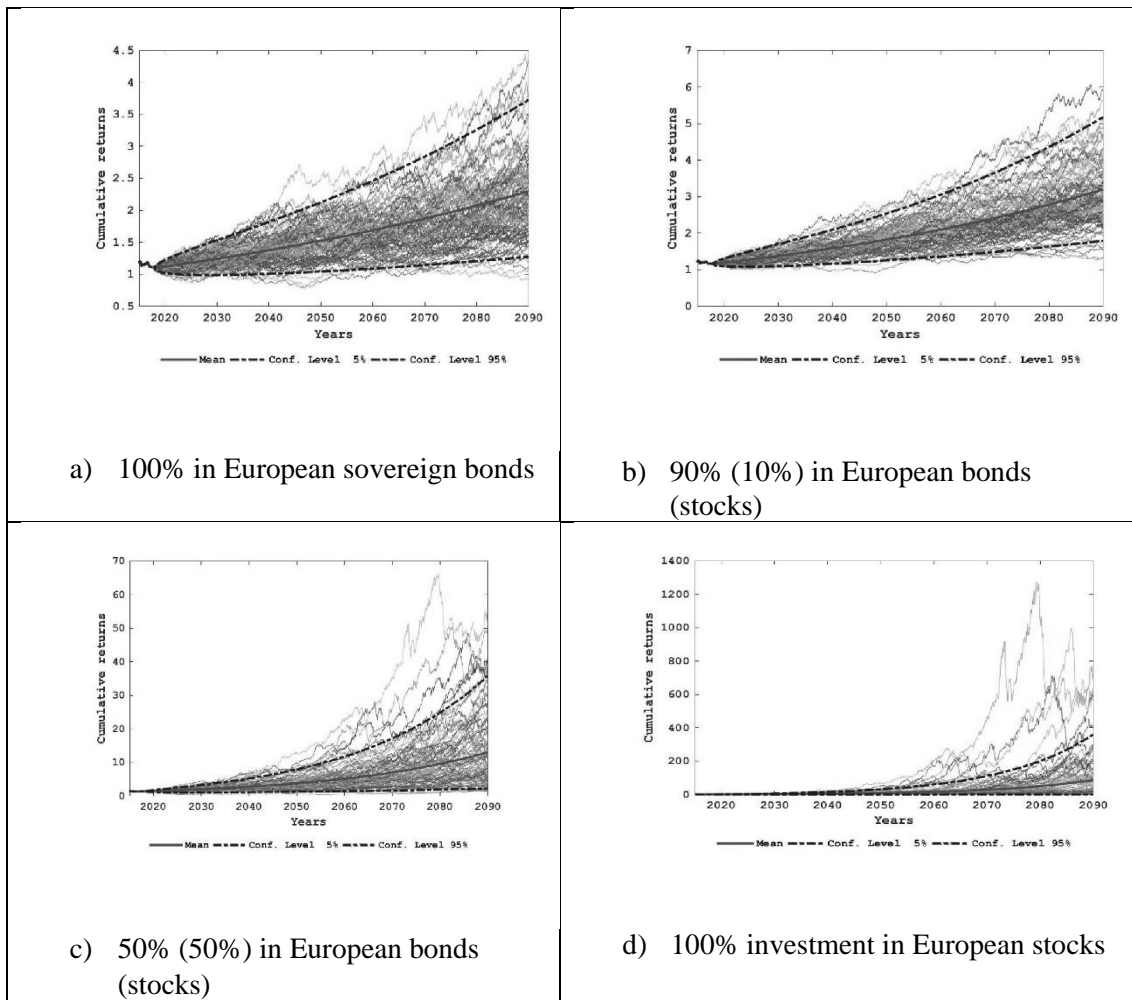 4.5
4
3.5
3
2.5
2
1.5
1
0.5
Cumulative returns
2020 2030 2040 2050 2060 2070 2080 2090
Years
Mean Conf. Level 5% Conf. Level 95%
a) 100% in European sovereign bonds
7
6
5
4
3
2
1
0
Cumulative returns
2020 2030 2040 2050 2060 2070 2080 2090
Years
Mean Conf. Level 5% Conf. Level 95%
b) 90% (10%) in European bonds
(stocks)
70
60
50
40
30
20
10
0
Cumulative returns
2020 2030 2040 2050 2060 2070 2080 2090
Years
Mean Conf. Level 5% Conf. Level 95%
c) 50% (50%) in European bonds
(stocks)
1400
1200
1000
800
600
400
200
0
Cumulative returns
2020 2030 2040 2050 2060 2070 2080 2090
Years
Mean Conf. Level 5% Conf. Level 95%
d) 100% investment in European stocks